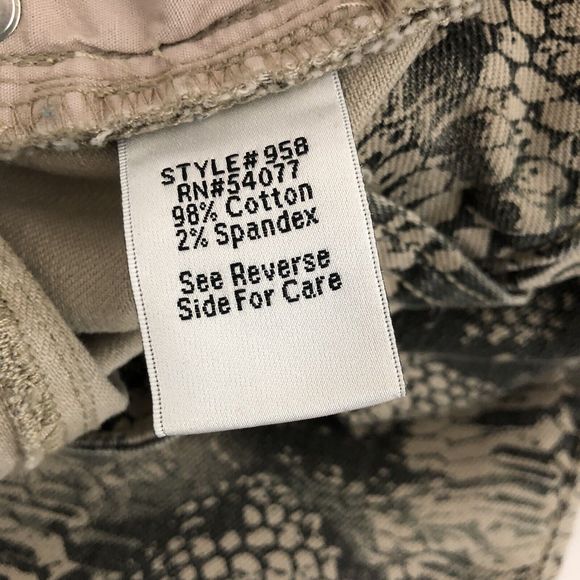 STYLE#958
RN#54077
98% Cotton
2% Spandex
See Reverse
Side For Care